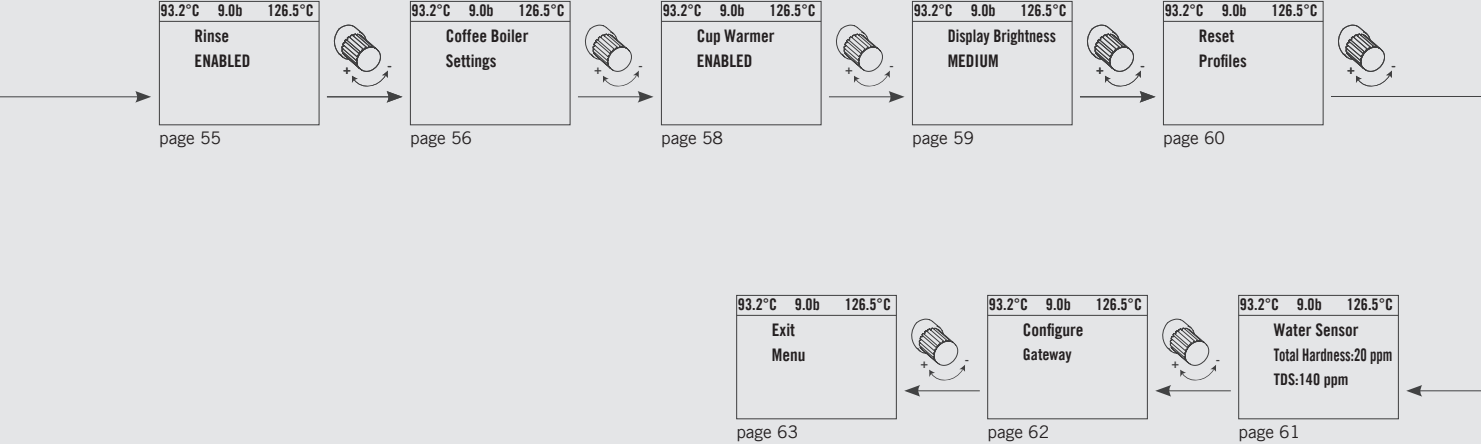 93.2°C 9.0b 126.5°C
Rinse
ENABLED
page 55
+ -
93.2°C 9.0b 126.5°C
Coffee Boiler
Settings
page 56
+ -
93.2°C 9.0b 126.5°C
Cup Warmer
ENABLED
page 58
+ -
93.2°C 9.0b 126.5°C
Display Brightness
MEDIUM
page 59
+ -
93.2°C 9.0b 126.5°C
Reset
Profiles
page 60
+ -
93.2°C 9.0b 126.5°C
Exit
Menu
page 63
+ -
93.2°C 9.0b 126.5°C
Configure
Gateway
page 62
+ -
93.2°C 9.0b 126.5°C
Water Sensor
Total Hardness:20 ppm
TDS:140 ppm
page 61